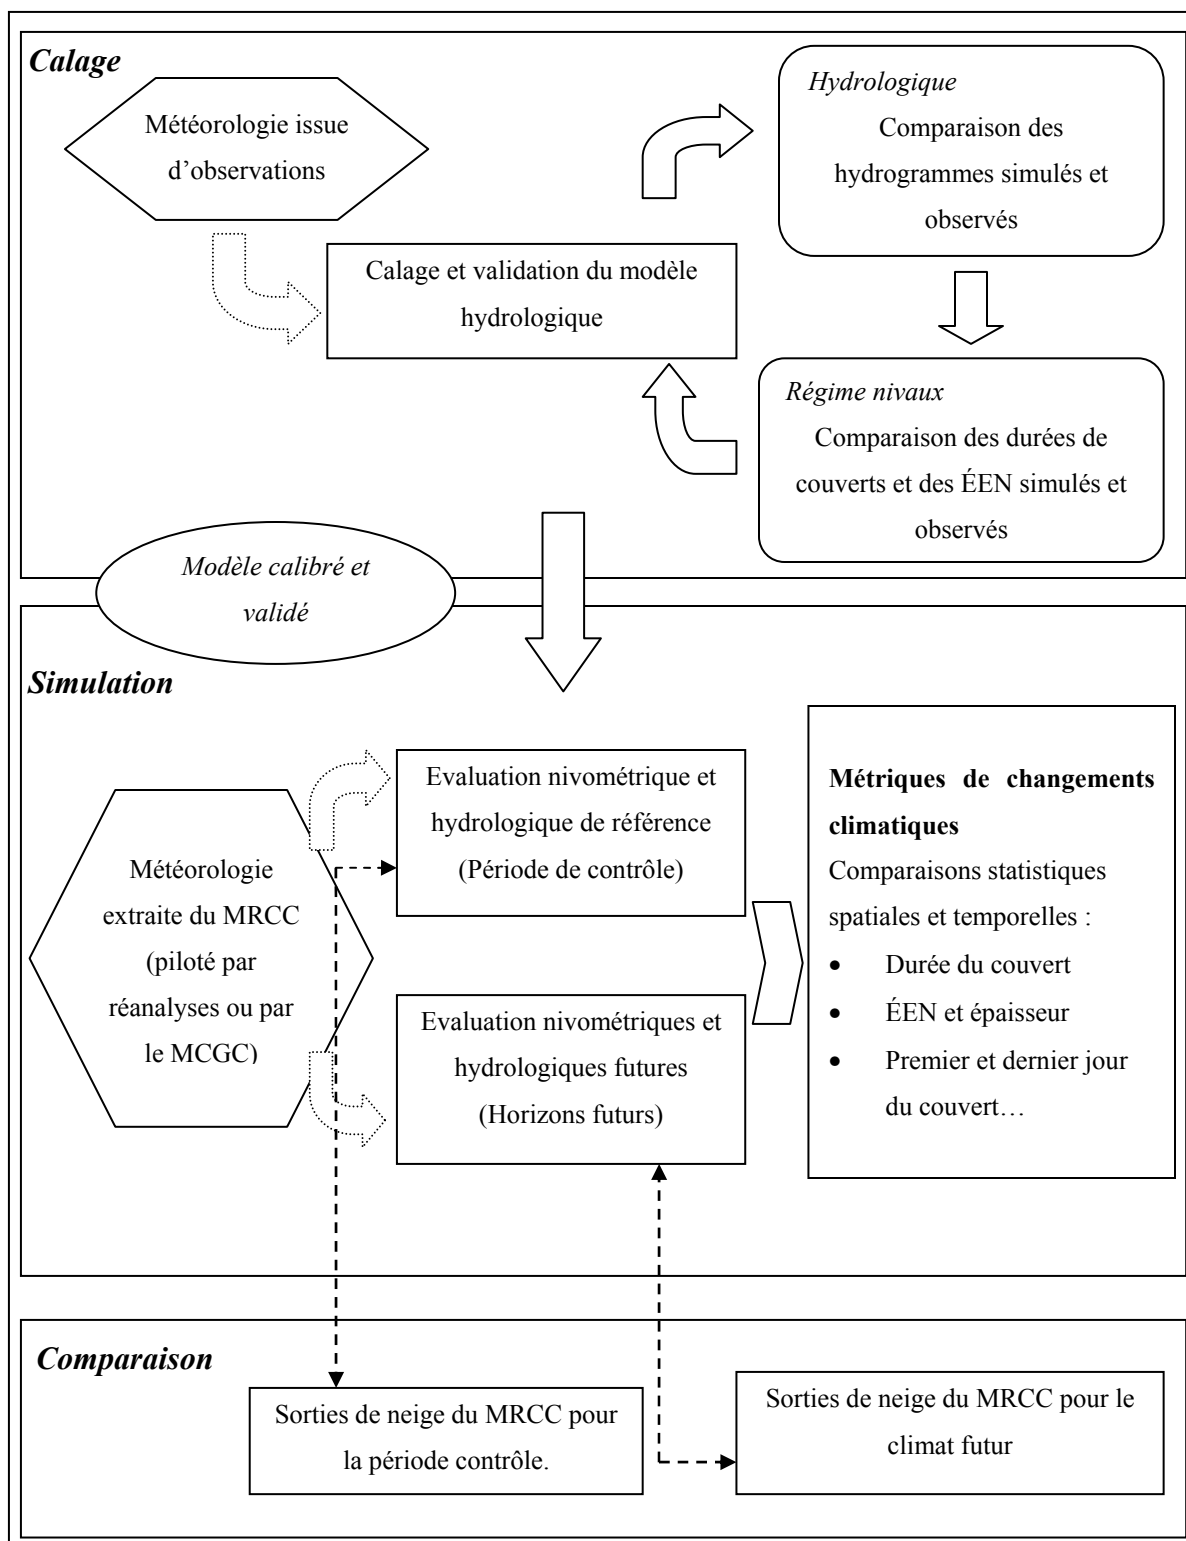 Calage
Météorologie issue
d’observations
Hydrologique
Comparaison des
hydrogrammes simulés et
observés
Calage et validation du modèle
hydrologique
Régime nivaux
Comparaison des durées de
couverts et des ÉEN simulés et
observés
Modèle calibré et
validé
Simulation
Météorologie
extraite du MRCC
(piloté par
réanalyses ou par
le MCGC)
Evaluation nivométrique et
hydrologique de référence
(Période de contrôle)
Evaluation nivométriques et
hydrologiques futures
(Horizons futurs)
Métriques de changements
climatiques
Comparaisons statistiques
spatiales et temporelles :
• Durée du couvert
• ÉEN et épaisseur
• Premier et dernier jour
du couvert…
Comparaison
Sorties de neige du MRCC pour
la période contrôle.
Sorties de neige du MRCC pour le
climat futur